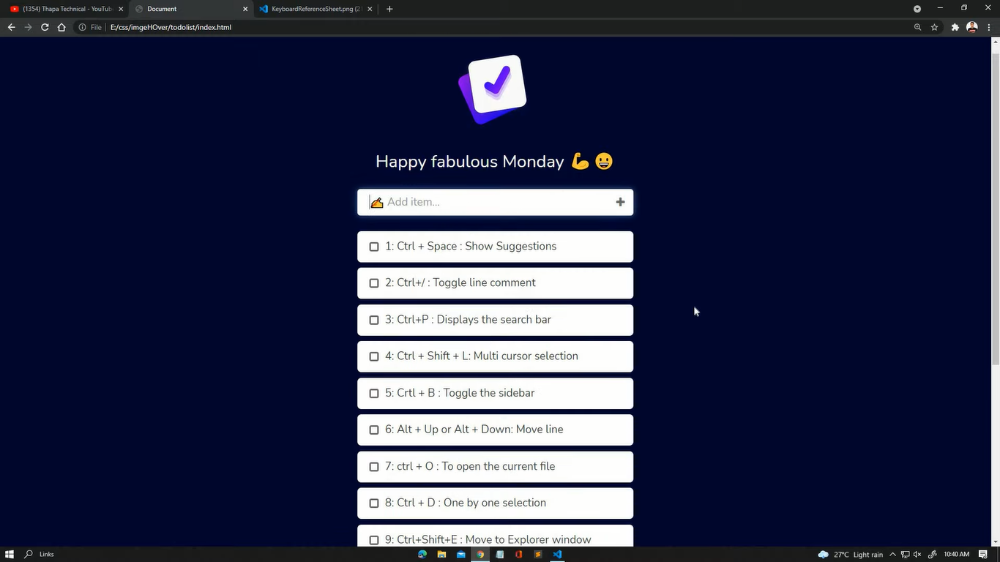 (1354) Thapa Technical - YouTub
Document
KeyboardReferenceSheet.png (2
File
E:/css/imgeHOver/todolist/index.html
Happy fabulous Monday 💪 😀
✍ Add item...
1: Ctrl + Space : Show Suggestions
2: Ctrl+/ : Toggle line comment
3: Ctrl+P : Displays the search bar
4: Ctrl + Shift + L: Multi cursor selection
5: Crtl + B : Toggle the sidebar
6: Alt + Up or Alt + Down: Move line
7: ctrl + O : To open the current file
8: Ctrl + D : One by one selection
9: Ctrl+Shift+E : Move to Explorer window
Links
27°C Light rain
10:40 AM